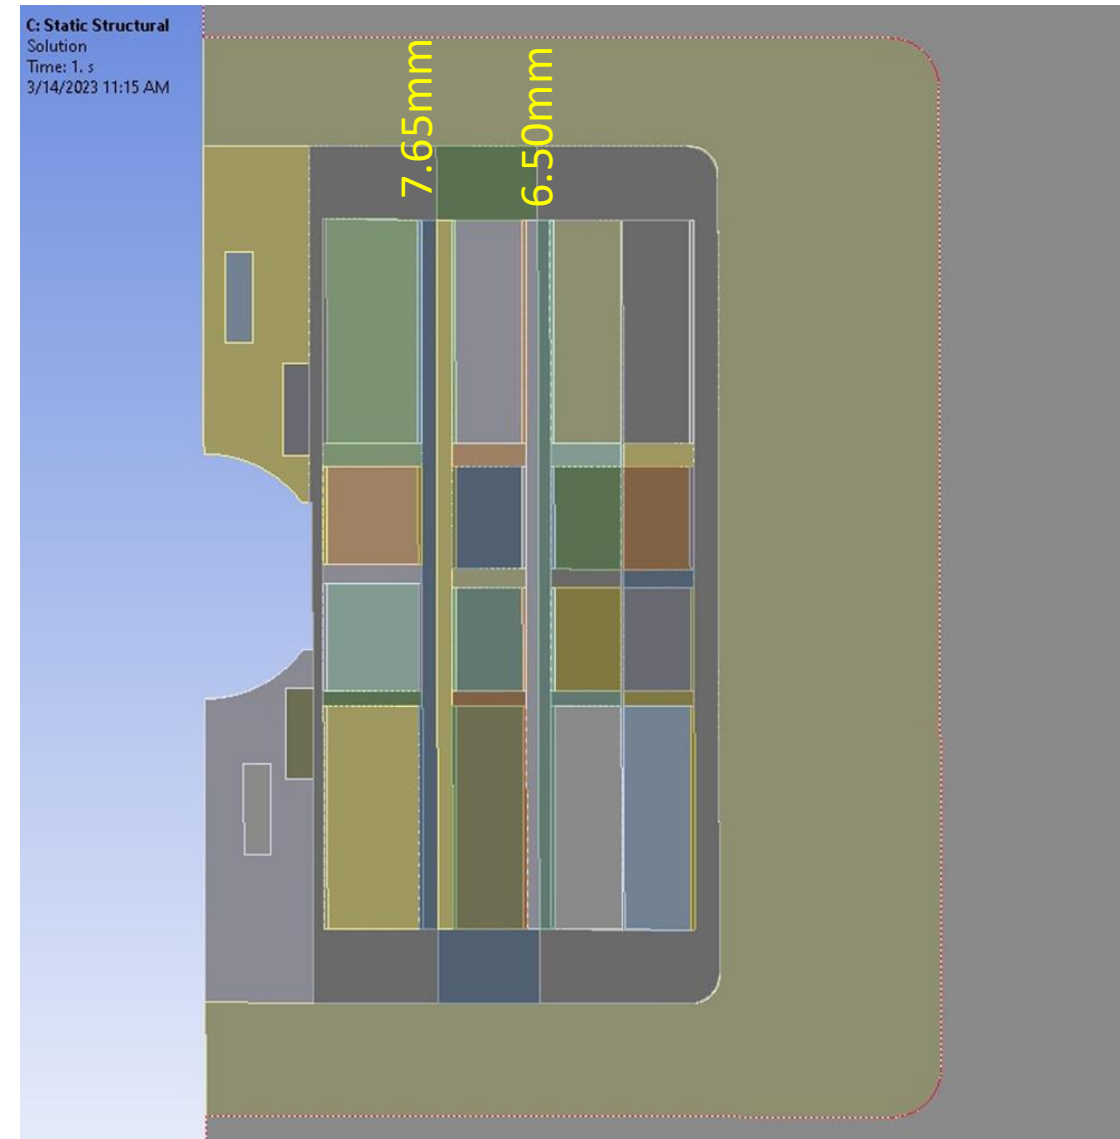 C: Static Structural
Solution
Time: 1. s
3/14/2023 11:15 AM
7.65mm
6.50mm